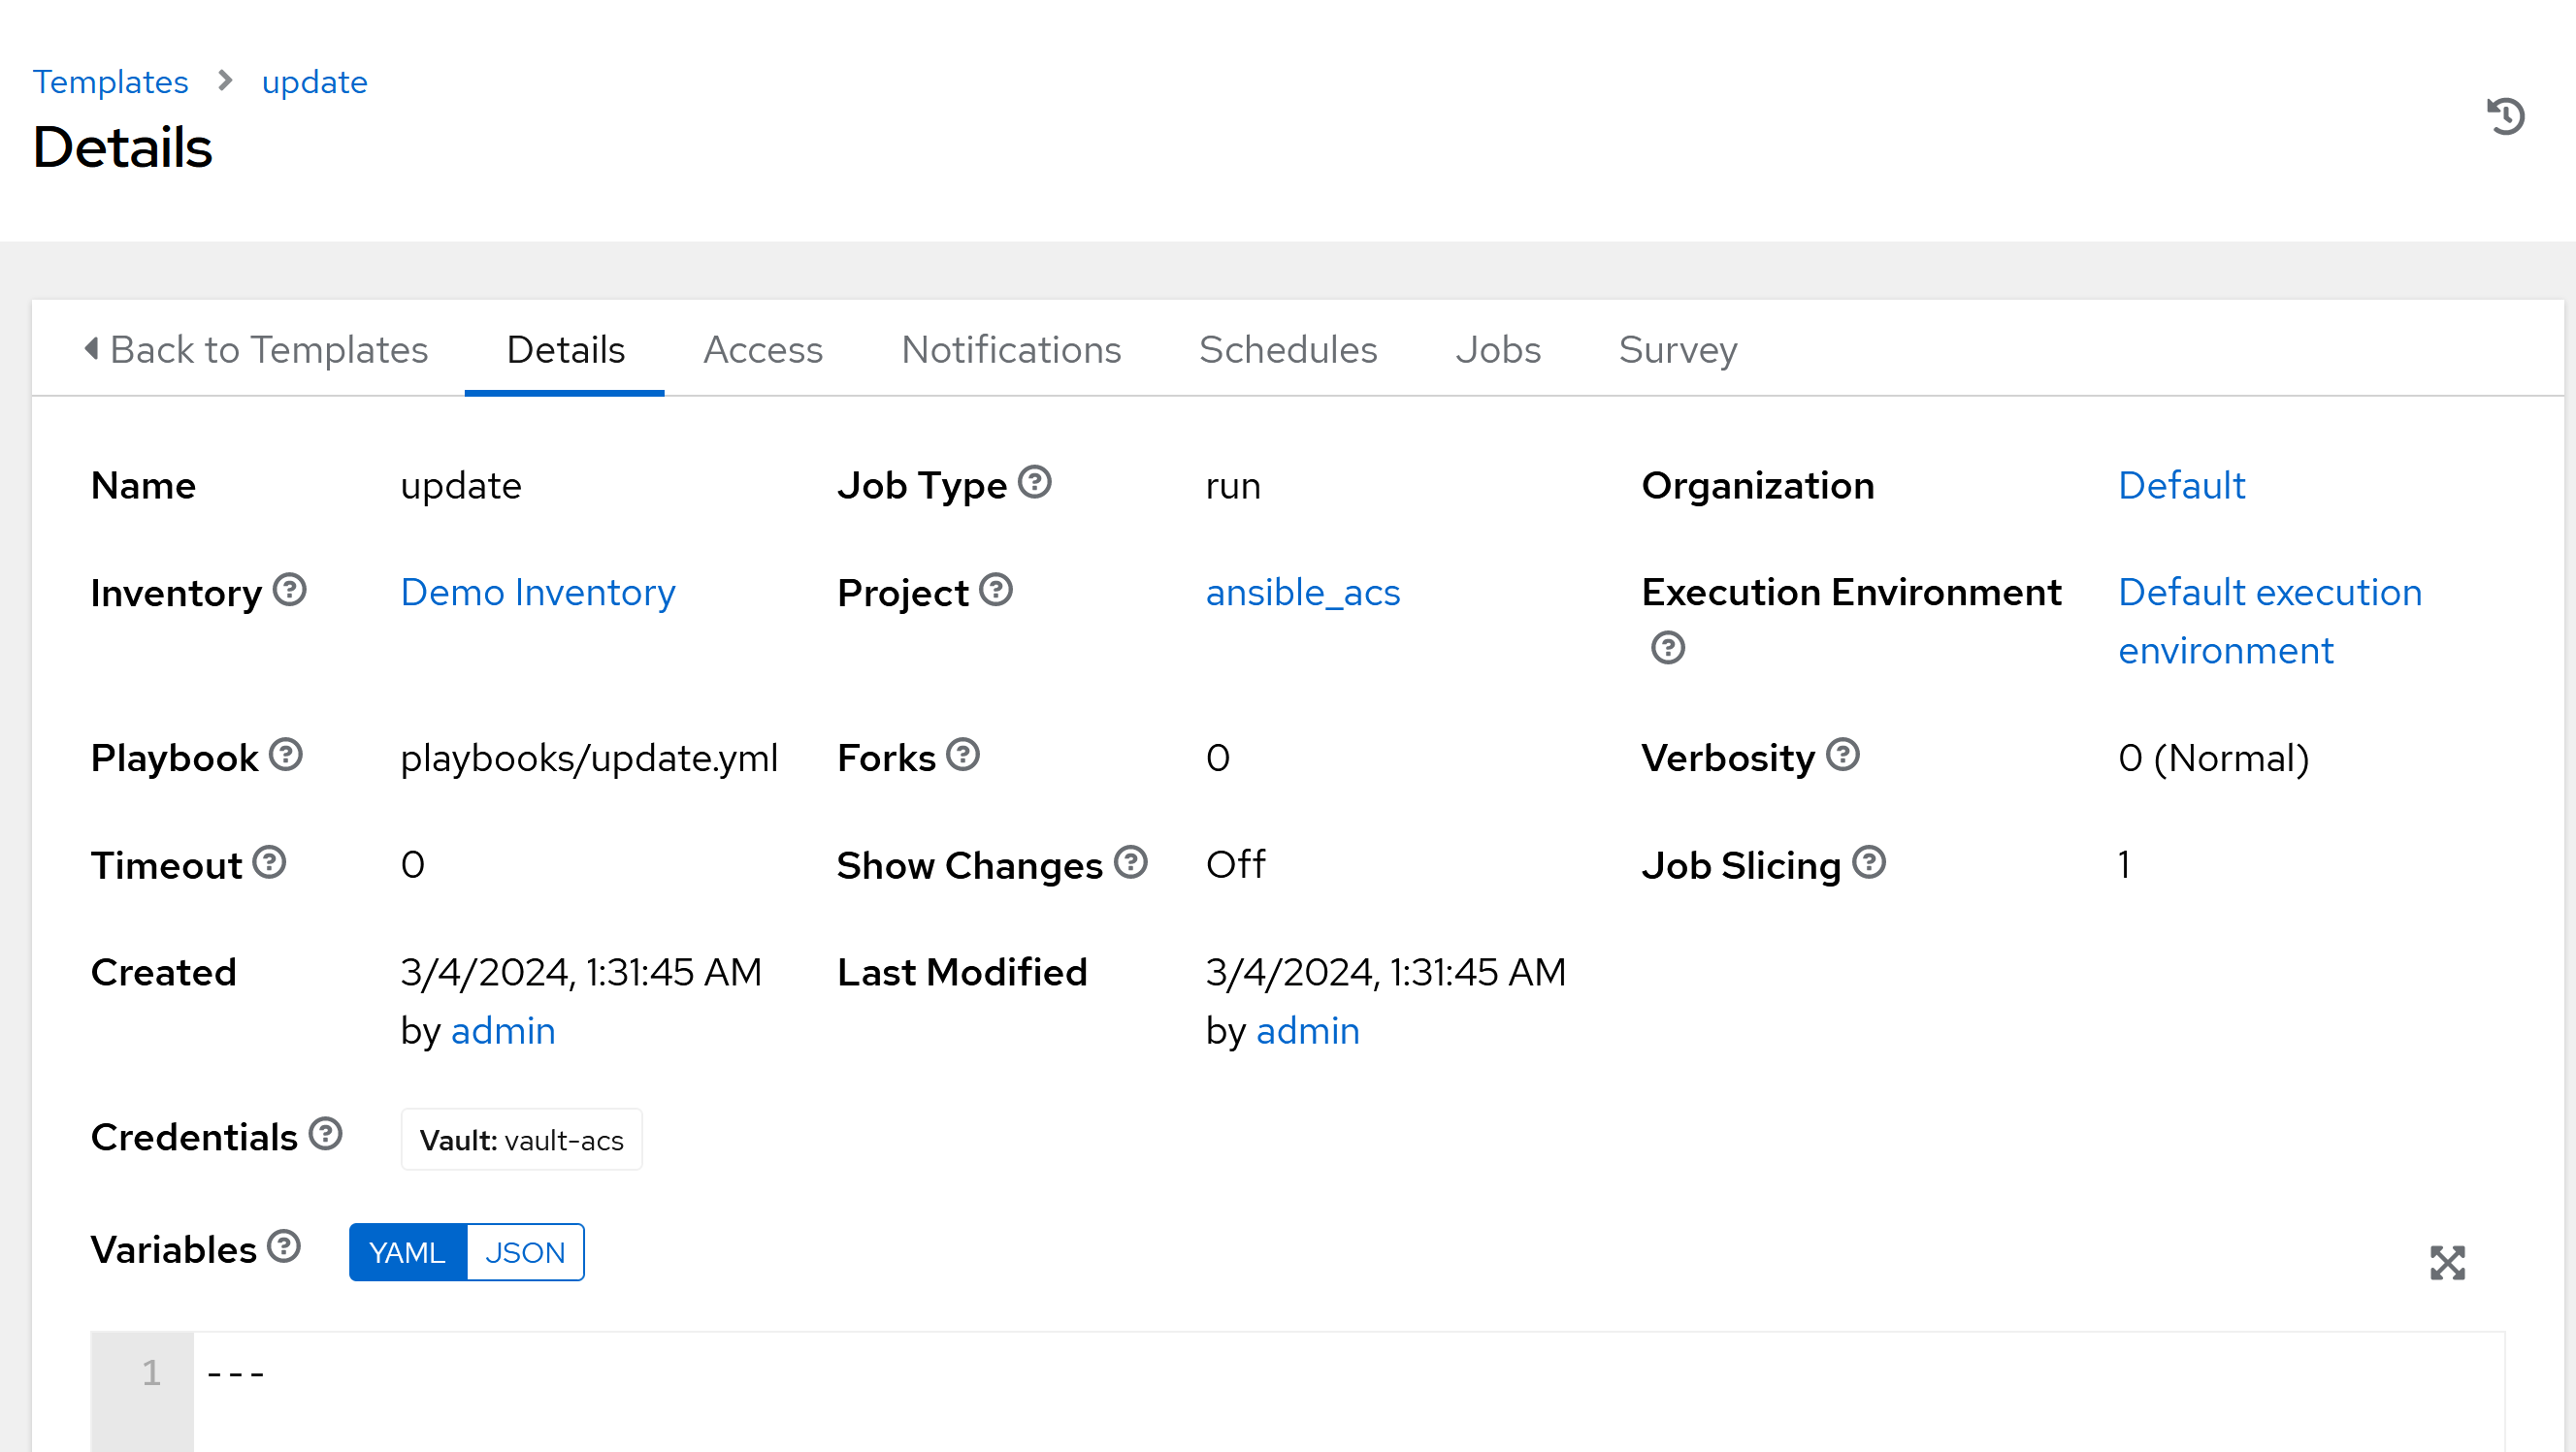 Templates > update
Details
Back to Templates Details Access Notifications Schedules Jobs Survey
Name update Job Type run Organization Default
Inventory Demo Inventory Project ansible_acs Execution Environment Default execution
environment
Playbook playbooks/update.yml Forks 0 Verbosity 0 (Normal)
Timeout 0 Show Changes Off Job Slicing 1
Created 3/4/2024, 1:31:45 AM Last Modified 3/4/2024, 1:31:45 AM
by admin by admin
Credentials Vault: vault-acs
Variables YAML JSON
1 ---